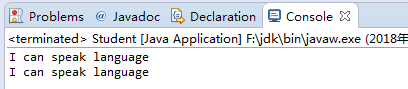 Problems @ Javadoc Declaration Console
<terminated> Student [Java Application] F:\jdk\bin\javaw.exe (2018年
I can speak language
I can speak language